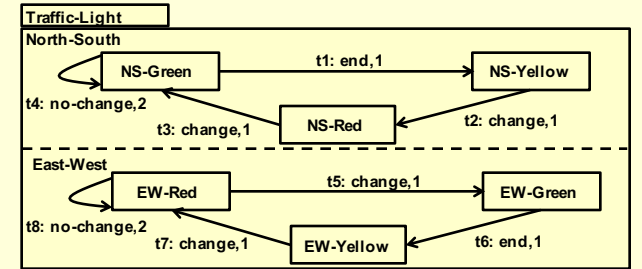 Traffic-Light
North-South
NS-Green
t1: end,1
NS-Yellow
t4: no-change,2
t3: change,1
NS-Red
t2: change,1
East-West
EW-Red
t5: change,1
EW-Green
t8: no-change,2
t7: change,1
EW-Yellow
t6: end,1